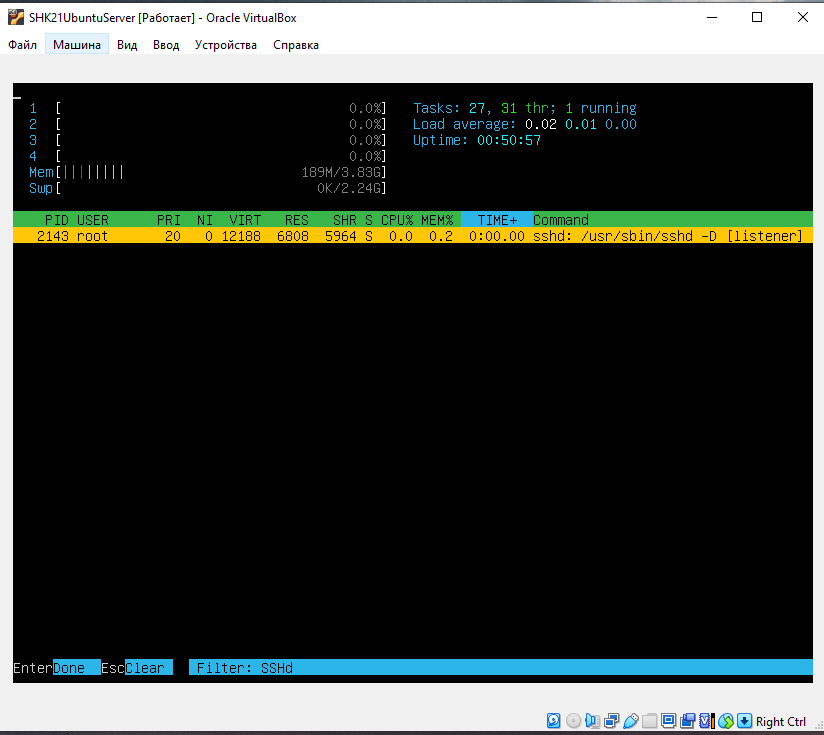 SHK21UbuntuServer [Работает] - Oracle VirtualBox
Файл Машина Вид Ввод Устройства Справка
1 [ 0.0%] Tasks: 27, 31 thr; 1 running
2 [ 0.0%] Load average: 0.02 0.01 0.00
3 [ 0.0%] Uptime: 00:50:57
4 [ 0.0%]
Mem[|||||||| 189M/3.83G]
Swp[ 0K/2.24G]
PID USER PRI NI VIRT RES SHR S CPU% MEM% TIME+ Command
2143 root 20 0 12188 6808 5964 S 0.0 0.2 0:00.00 sshd: /usr/sbin/sshd -D [listener]
EnterDone EscClear Filter: SSHd
Right Ctrl